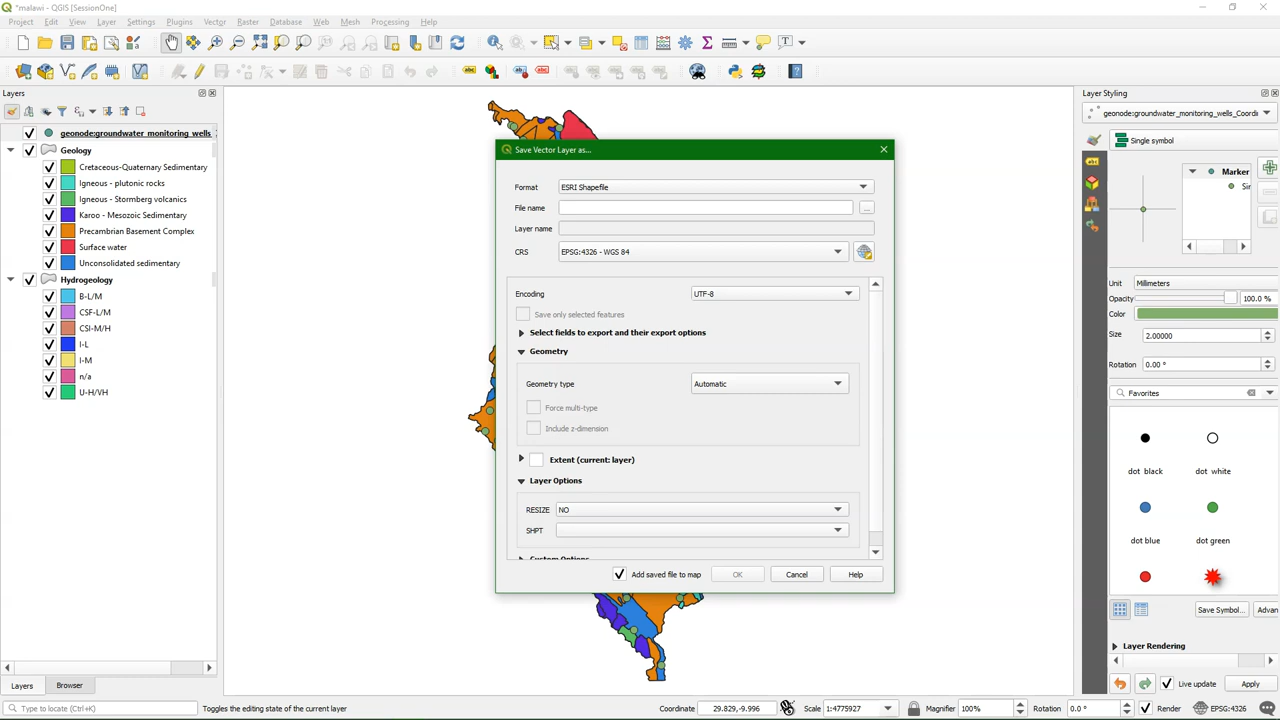 *malawi - QGIS [SessionOne]
Project Edit View Layer Settings Plugins Vector Raster Database Web Mesh Processing Help
Layers
geonode:groundwater_monitoring_wells_
Geology
Cretaceous-Quternary Sedimentary
Igneous - plutonic rocks
Igneous - Stormberg volcanics
Karoo - Mesozoic Sedimentary
Precambrian Basement Complex
Surface water
Unconsolidated sedimentary
Hydrogeology
B-L/M
CSF-L/M
CSI-M/H
I-L
I-M
n/a
U-H/VH
Layers Browser
Save Vector Layer as...
Format ESRI Shapefile
File name ...
Layer name
CRS EPSG:4326 - WGS 84
Encoding UTF-8
Save only selected features
Select fields to export and their export options
Geometry
Geometry type Automatic
Force multi-type
Include z-dimension
Extent (current: layer)
Layer Options
RESIZE NO
SHPT
Custom Options
Add saved file to map OK Cancel Help
Layer Styling
geonode:groundwater_monitoring_wells_Coordi
Single symbol
Marker
Sir
Unit Millimeters
Opacity 100.0 %
Color
Size 2.00000
Rotation 0.00 °
Favorites
dot black dot white
dot blue dot green
Save Symbol... Advan
Layer Rendering
Live update Apply
Type to locate (Ctrl+K) Toggles the editing state of the current layer Coordinate 29.829,-9.996 Scale 1:4775927 Magnifier 100% Rotation 0.0 ° Render EPSG:4326